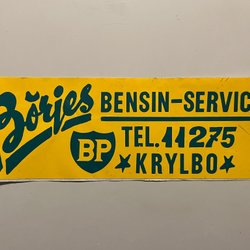 Börjes
BENSIN-SERVIC
TEL. 11275
BP
★KRYLBO★